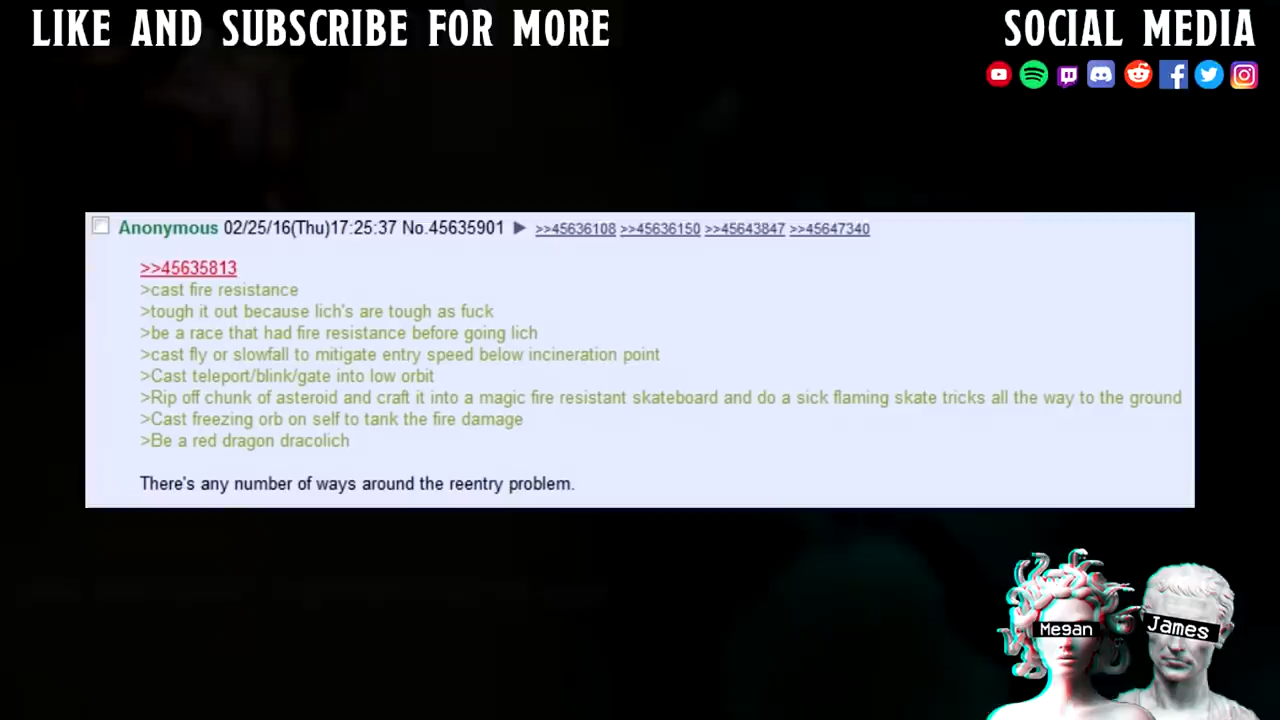 LIKE AND SUBSCRIBE FOR MORE
SOCIAL MEDIA
Anonymous 02/25/16(Thu)17:25:37 No.45635901 ▶ >>45636108 >>45636150 >>45643847 >>45647340
>>45635813
>cast fire resistance
>tough it out because lich's are tough as fuck
>be a race that had fire resistance before going lich
>cast fly or slowfall to mitigate entry speed below incineration point
>Cast teleport/blink/gate into low orbit
>Rip off chunk of asteroid and craft it into a magic fire resistant skateboard and do a sick flaming skate tricks all the way to the ground
>Cast freezing orb on self to tank the fire damage
>Be a red dragon dracolich
There's any number of ways around the reentry problem.
Megan
James